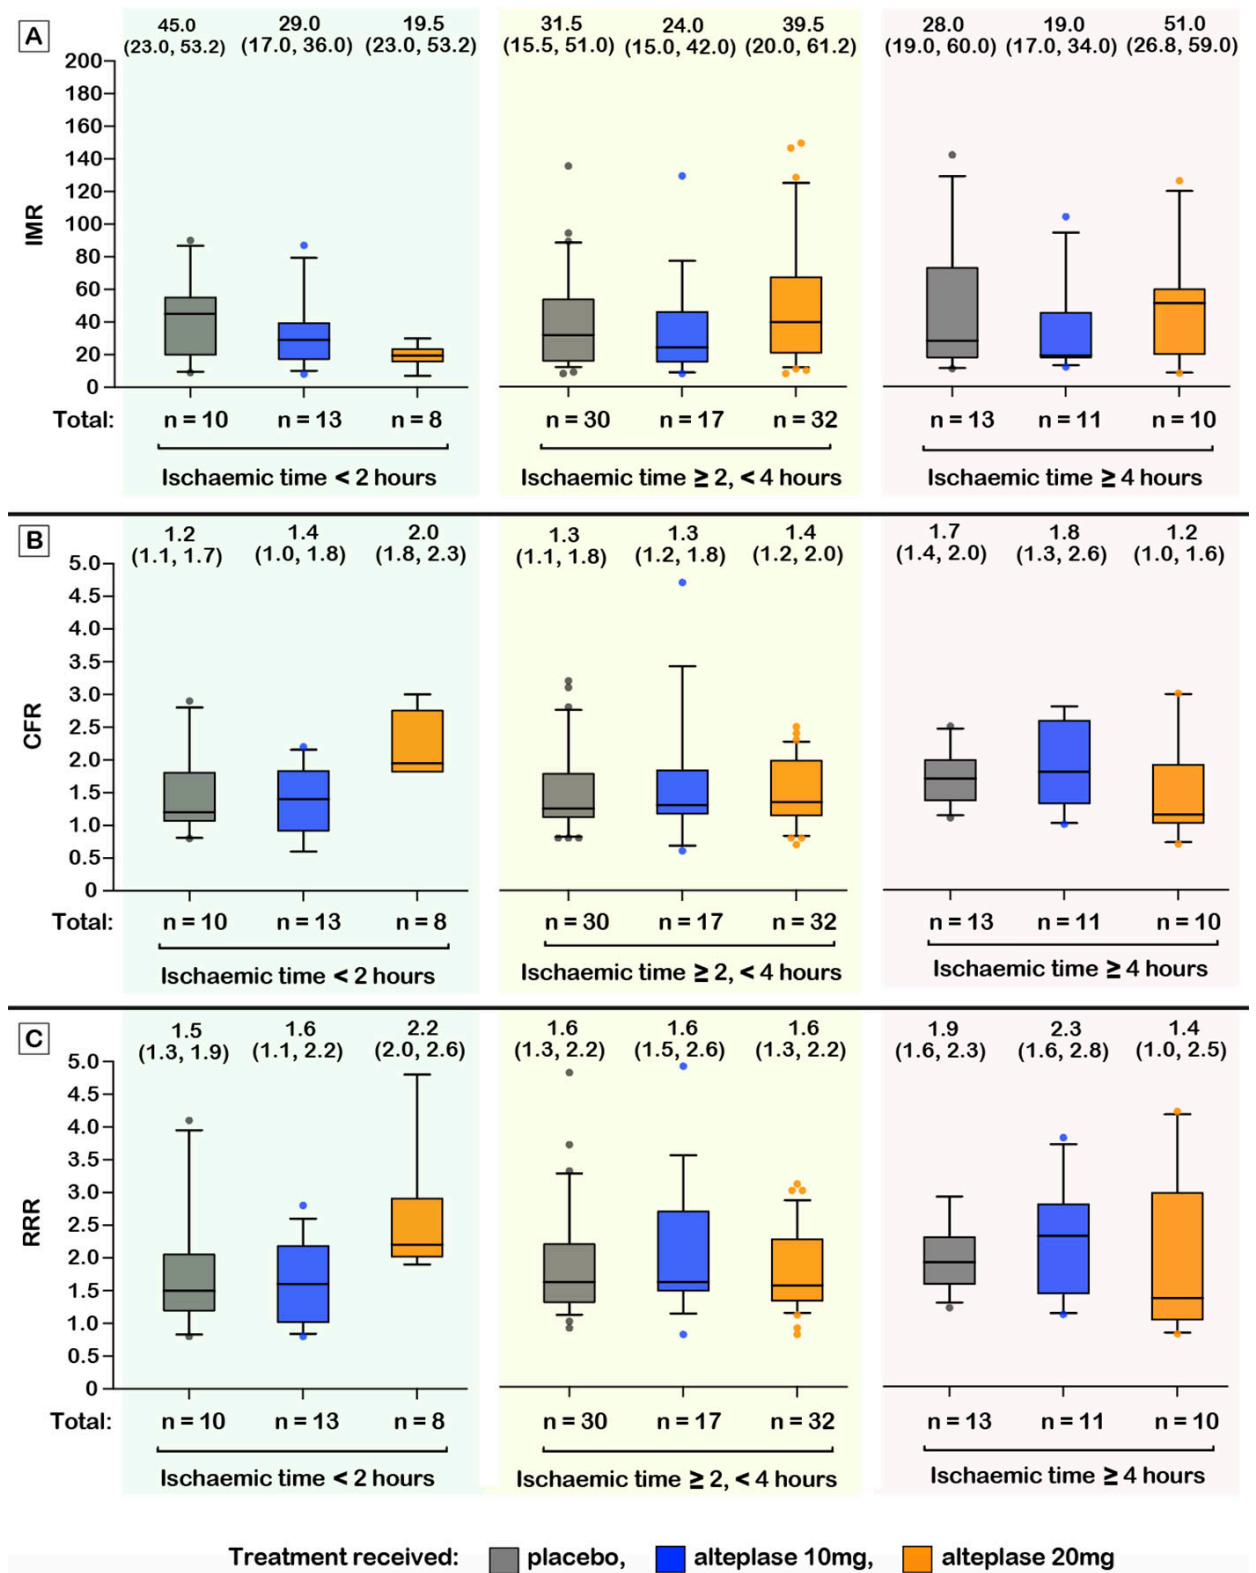 A
45.0 29.0 19.5 31.5 24.0 39.5 28.0 19.0 51.0
(23.0, 53.2) (17.0, 36.0) (23.0, 53.2) (15.5, 51.0) (15.0, 42.0) (20.0, 61.2) (19.0, 60.0) (17.0, 34.0) (26.8, 59.0)
200
180
160
140
120
100
80
60
40
20
0
IMR
Total: n = 10 n = 13 n = 8 n = 30 n = 17 n = 32 n = 13 n = 11 n = 10
Ischaemic time < 2 hours Ischaemic time ≥ 2, < 4 hours Ischaemic time ≥ 4 hours
B
1.2 1.4 2.0 1.3 1.3 1.4 1.7 1.8 1.2
(1.1, 1.7) (1.0, 1.8) (1.8, 2.3) (1.1, 1.8) (1.2, 1.8) (1.2, 2.0) (1.4, 2.0) (1.3, 2.6) (1.0, 1.6)
5.0
4.5
4.0
3.5
3.0
2.5
2.0
1.5
1.0
0.5
0
CFR
Total: n = 10 n = 13 n = 8 n = 30 n = 17 n = 32 n = 13 n = 11 n = 10
Ischaemic time < 2 hours Ischaemic time ≥ 2, < 4 hours Ischaemic time ≥ 4 hours
C
1.5 1.6 2.2 1.6 1.6 1.6 1.9 2.3 1.4
(1.3, 1.9) (1.1, 2.2) (2.0, 2.6) (1.3, 2.2) (1.5, 2.6) (1.3, 2.2) (1.6, 2.3) (1.6, 2.8) (1.0, 2.5)
5.0
4.5
4.0
3.5
3.0
2.5
2.0
1.5
1.0
0.5
0
RRR
Total: n = 10 n = 13 n = 8 n = 30 n = 17 n = 32 n = 13 n = 11 n = 10
Ischaemic time < 2 hours Ischaemic time ≥ 2, < 4 hours Ischaemic time ≥ 4 hours
Treatment received: placebo, alteplase 10mg, alteplase 20mg